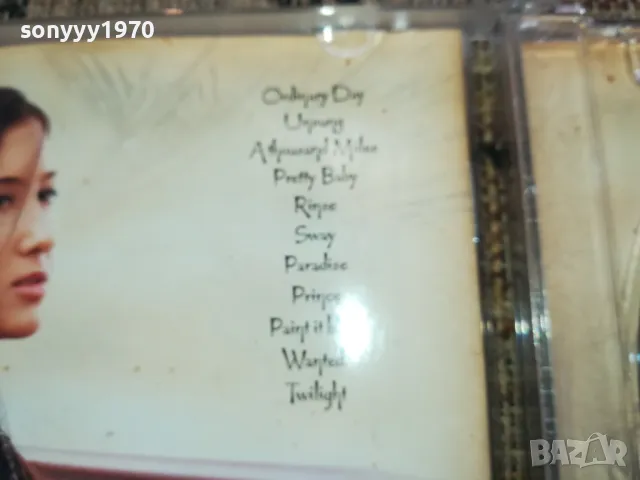 sonyyy1970
Ordinary Day
Unsung
A thousand Miles
Pretty Baby
Rinse
Sway
Paradise
Prince
Paint it
Wanted
Twilight
BAZAR